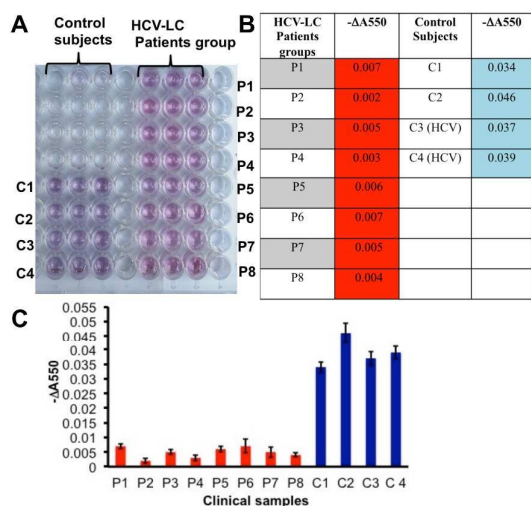 A
Control
subjects
HCV-LC
Patients group
P1
P2
P3
P4
C1 P5
C2 P6
C3 P7
C4 P8
B
HCV-LC Patients groups -ΔA550 Control Subjects -ΔA550
P1 0.007 C1 0.034
P2 0.002 C2 0.046
P3 0.005 C3 (HCV) 0.037
P4 0.003 C4 (HCV) 0.039
P5 0.006
P6 0.007
P7 0.005
P8 0.004
C
-ΔA550
0.055
0.05
0.045
0.04
0.035
0.03
0.025
0.02
0.015
0.01
0.005
0
P1 P2 P3 P4 P5 P6 P7 P8 C1 C2 C3 C 4
Clinical samples